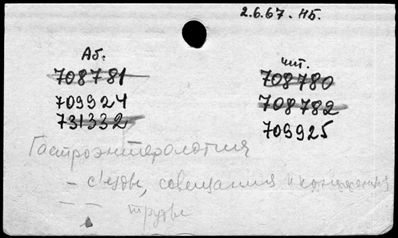 2.6.67. НБ.
Аб. чит.
708781 708780
709924 708782
731332 709925
Гастроэнтерология
– съезды, совещания и конференции
– – труды